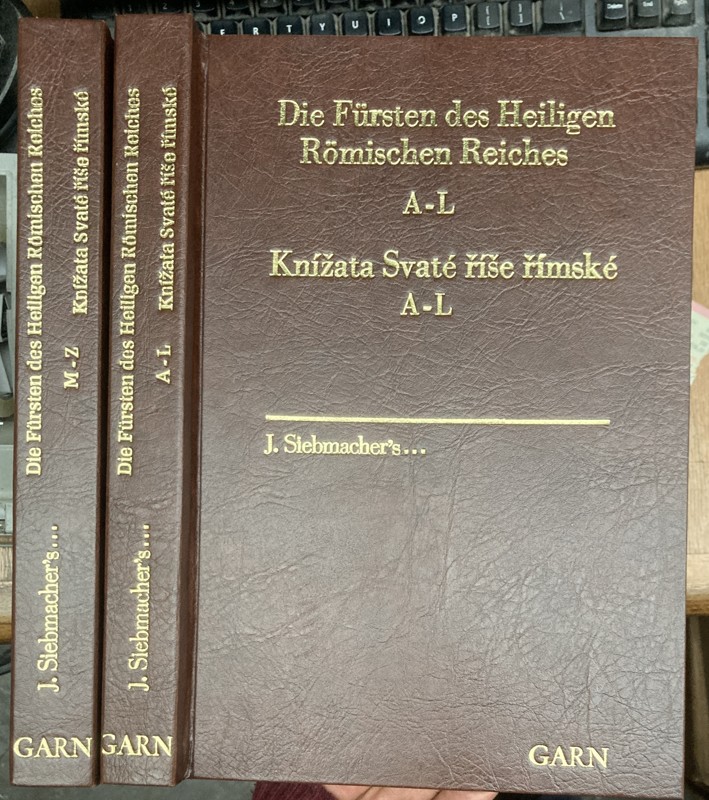 Die Fürsten des Heiligen Römischen Reiches
M-Z Knížata Svaté říše římské
J. Siebmacher's...
GARN
Die Fürsten des Heiligen Römischen Reiches
A-L Knížata Svaté říše římské
J. Siebmacher's...
GARN
Die Fürsten des Heiligen
Römischen Reiches
A-L
Knížata Svaté říše římské
A-L
J. Siebmacher's...
GARN
R T Y U I O P